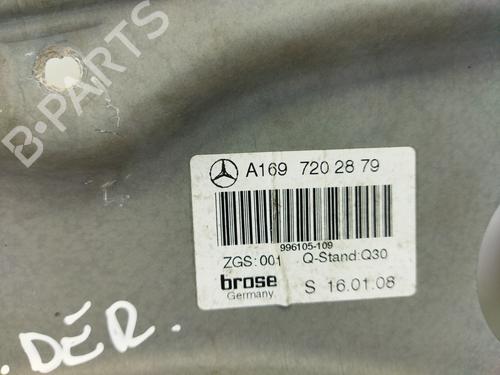 B-PARTS
A169 720 28 79
996105-109
ZGS:001 Q-Stand:Q30
brose
Germany
S 16.01.08
. DÉR.